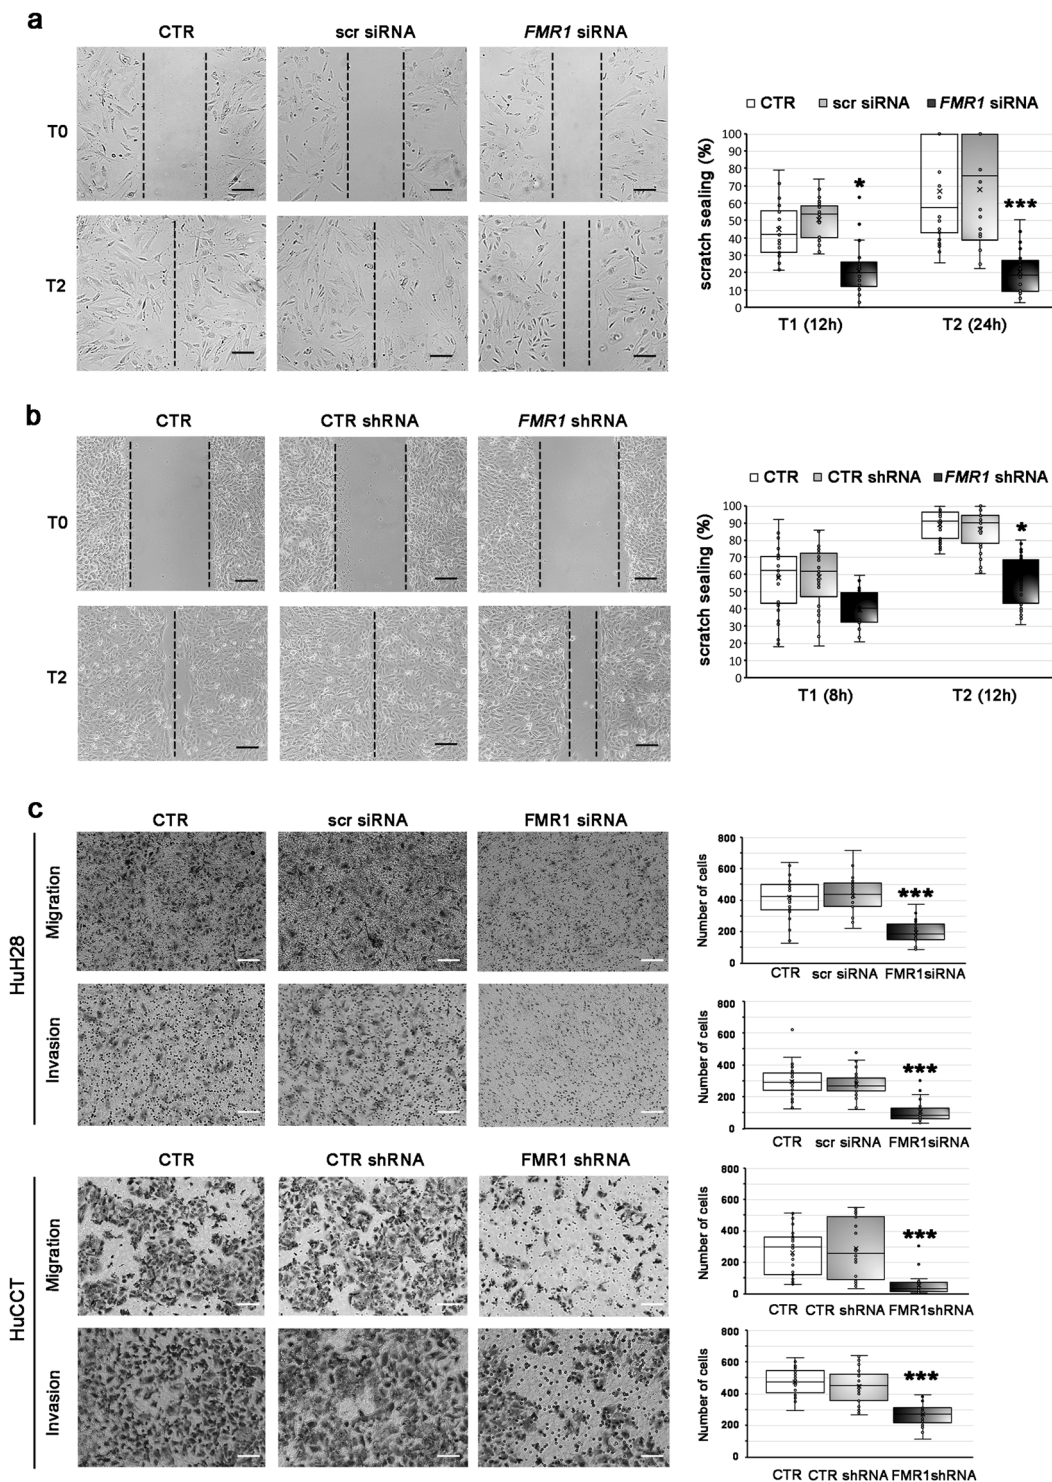 a
CTR scr siRNA FMR1 siRNA
T0
T2
CTR scr siRNA FMR1 siRNA
scratch sealing (%)
100
90
80
70
60
50
40
30
20
10
0
*
***
T1 (12h) T2 (24h)
b
CTR CTR shRNA FMR1 shRNA
T0
T2
CTR CTR shRNA FMR1 shRNA
scratch sealing (%)
100
90
80
70
60
50
40
30
20
10
0
*
T1 (8h) T2 (12h)
c
CTR scr siRNA FMR1 siRNA
HuH28
Migration
Invasion
Number of cells
800
600
400
200
0
***
CTR scr siRNA FMR1siRNA
Number of cells
800
600
400
200
0
***
CTR scr siRNA FMR1siRNA
CTR CTR shRNA FMR1 shRNA
HuCCT
Migration
Invasion
Number of cells
800
600
400
200
0
***
CTR CTR shRNA FMR1shRNA
Number of cells
800
600
400
200
0
***
CTR CTR shRNA FMR1shRNA